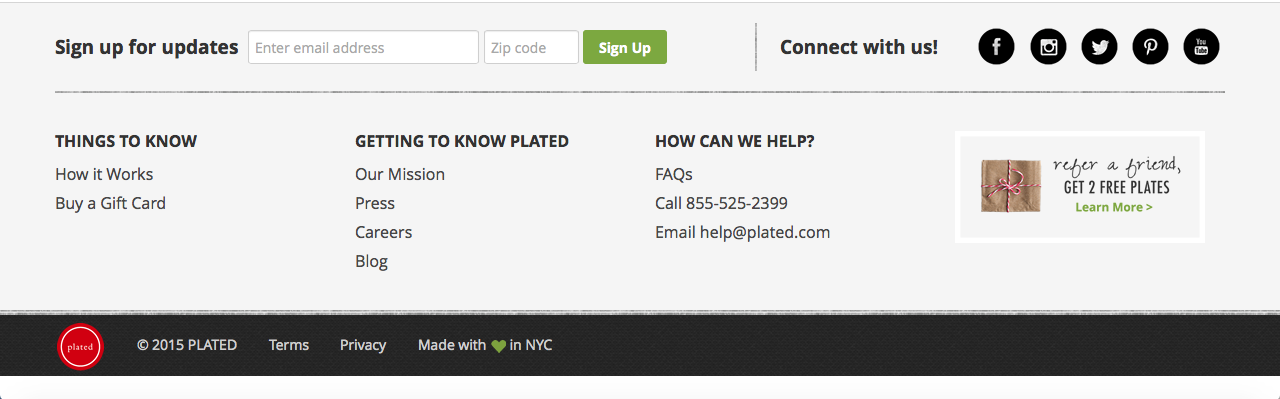 Sign up for updates Enter email address Zip code Sign Up Connect with us! You Tube
THINGS TO KNOW
How it Works
Buy a Gift Card
GETTING TO KNOW PLATED
Our Mission
Press
Careers
Blog
HOW CAN WE HELP?
FAQs
Call 855-525-2399
Email help@plated.com
refer a friend,
GET 2 FREE PLATES
Learn More >
plated © 2015 PLATED Terms Privacy Made with 💚 in NYC